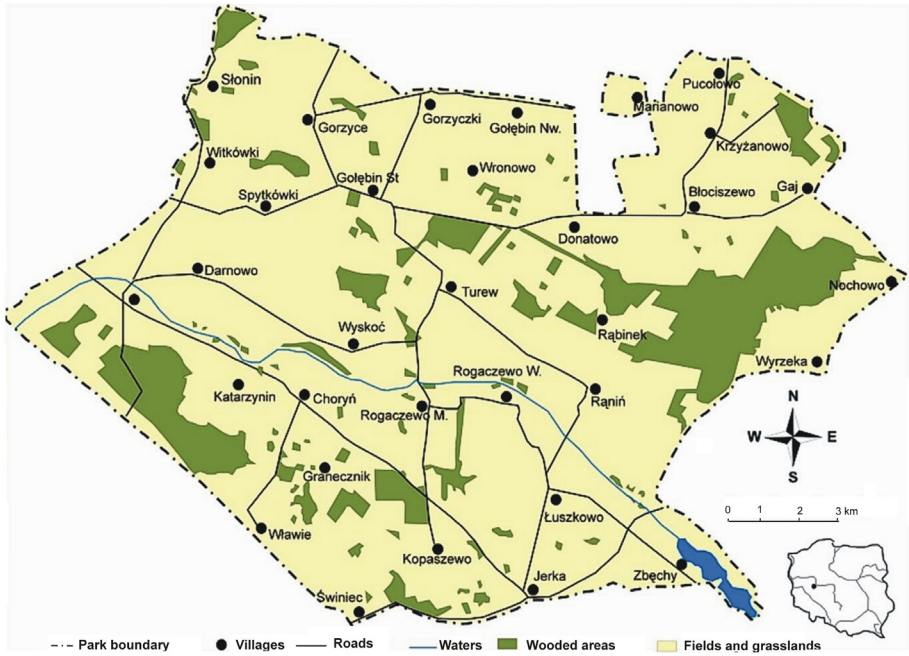 Słonin
Pucołowo
Marianowo
Gorzyczki
Gorzyce
Gołębin Nw.
Krzyżanowo
Witkówki
Wronowo
Gołębin St
Spytkówki
Błociszewo
Gaj
Donatowo
Darnowo
Turew
Nochowo
Wyskoć
Rąbinek
Wyrzeka
Rogaczewo W.
Katarzynin
Choryń
Rogaczewo M.
Rąniń
N
W
E
S
Granecznik
0 1 2 3 km
Łuszkowo
Wławie
Kopaszewo
Jerka
Zbęchy
Świniec
Park boundary
Villages
Roads
Waters
Wooded areas
Fields and grasslands